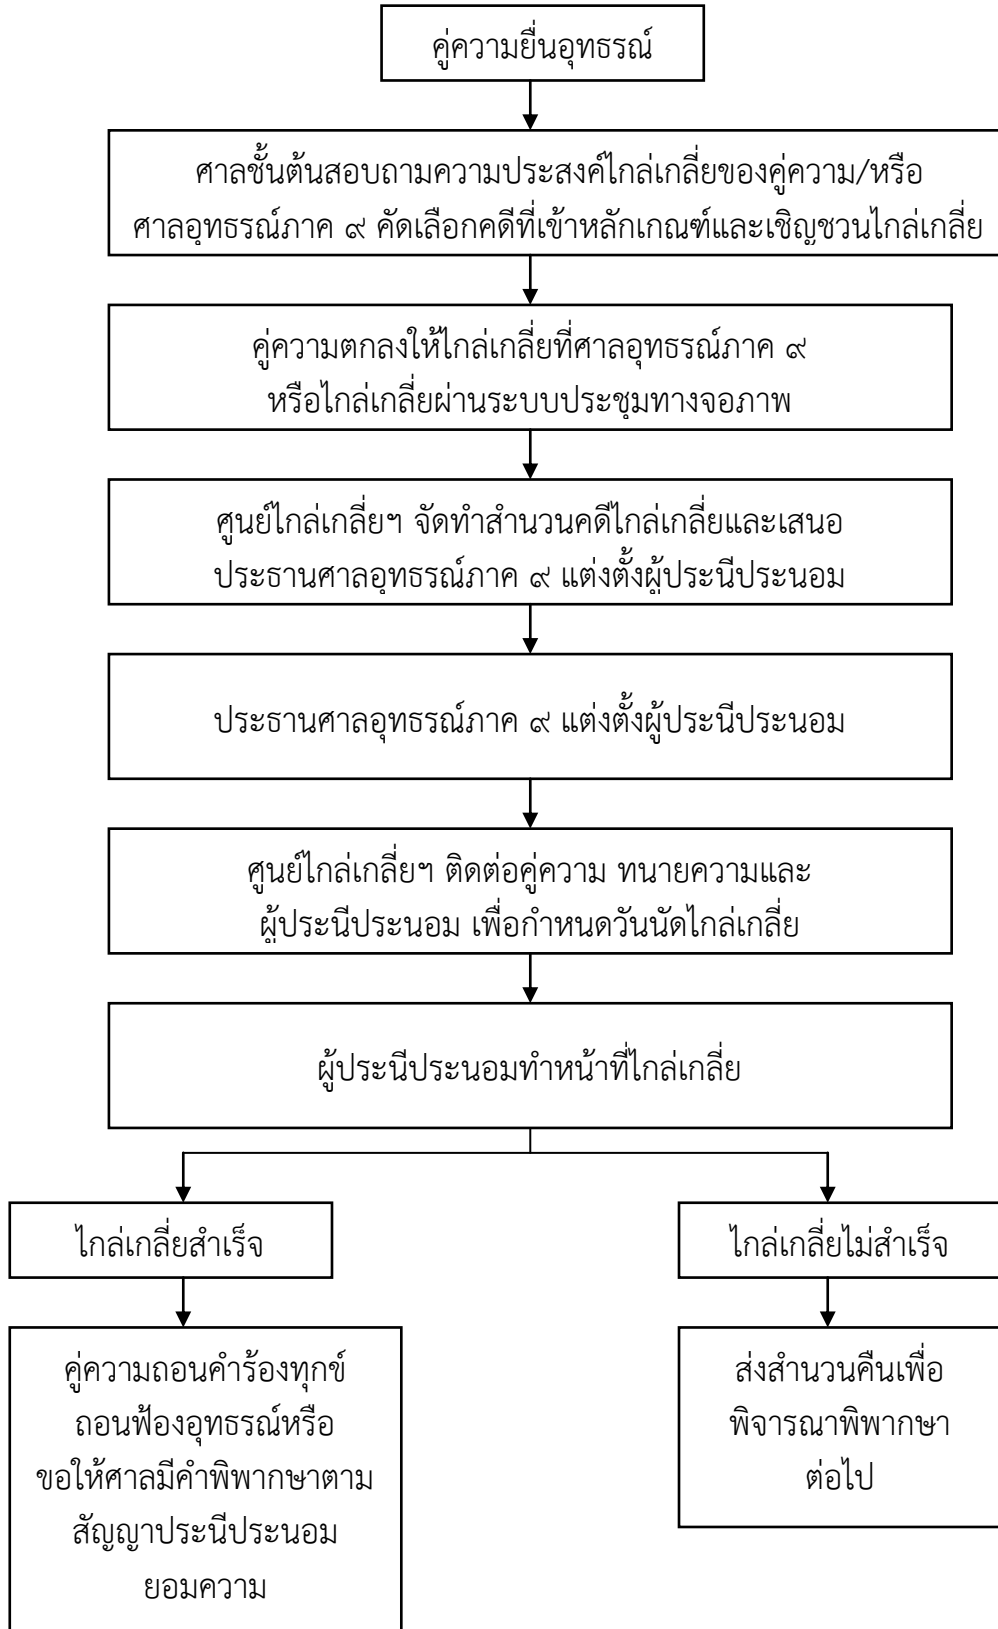 คู่ความยื่นอุทธรณ์
ศาลชั้นต้นสอบถามความประสงค์ไกล่เกลี่ยของคู่ความ/หรือ
ศาลอุทธรณ์ภาค ๙ คัดเลือกคดีที่เข้าหลักเกณฑ์และเชิญชวนไกล่เกลี่ย
คู่ความตกลงให้ไกล่เกลี่ยที่ศาลอุทธรณ์ภาค ๙
หรือไกล่เกลี่ยผ่านระบบประชุมทางจอภาพ
ศูนย์ไกล่เกลี่ยฯ จัดทำสำนวนคดีไกล่เกลี่ยและเสนอ
ประธานศาลอุทธรณ์ภาค ๙ แต่งตั้งผู้ประนีประนอม
ประธานศาลอุทธรณ์ภาค ๙ แต่งตั้งผู้ประนีประนอม
ศูนย์ไกล่เกลี่ยฯ ติดต่อคู่ความ ทนายความและ
ผู้ประนีประนอม เพื่อกำหนดวันนัดไกล่เกลี่ย
ผู้ประนีประนอมทำหน้าที่ไกล่เกลี่ย
ไกล่เกลี่ยสำเร็จ
ไกล่เกลี่ยไม่สำเร็จ
คู่ความถอนคำร้องทุกข์
ถอนฟ้องอุทธรณ์หรือ
ขอให้ศาลมีคำพิพากษาตาม
สัญญาประนีประนอม
ยอมความ
ส่งสำนวนคืนเพื่อ
พิจารณาพิพากษา
ต่อไป